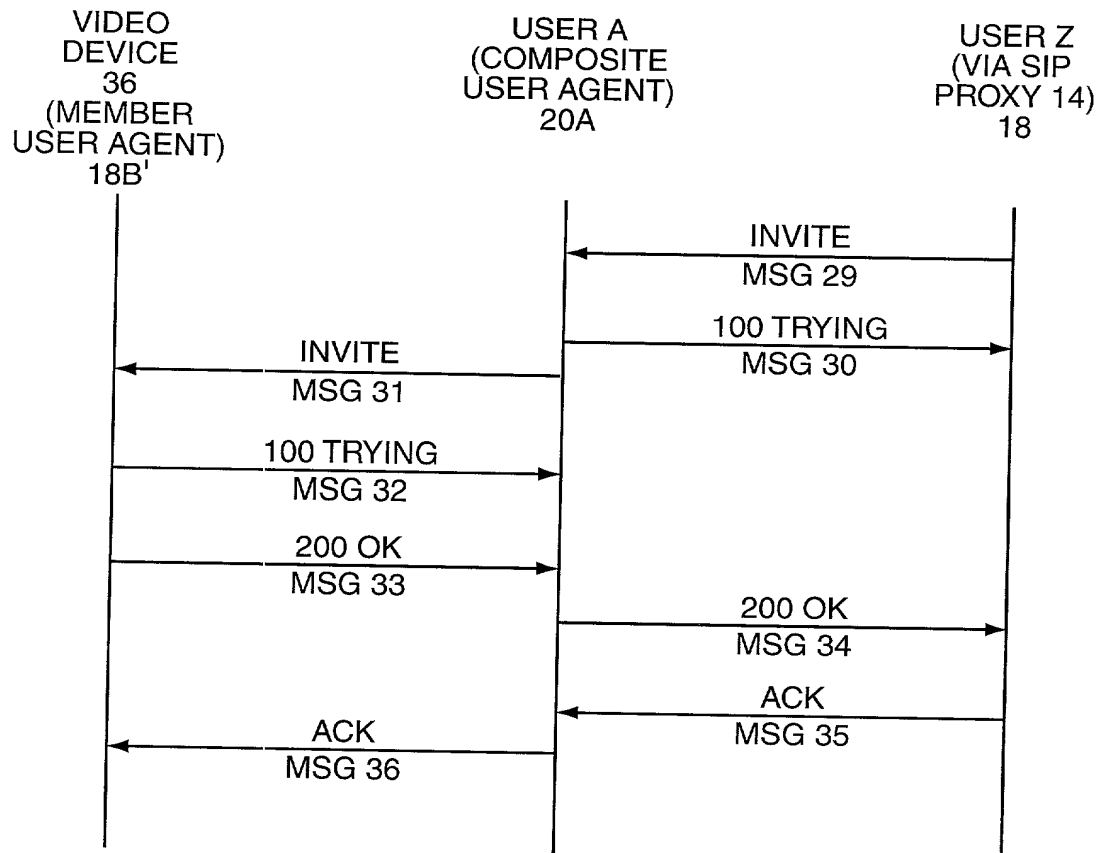 VIDEO
DEVICE
36
(MEMBER
USER AGENT)
18B'
USER A
(COMPOSITE
USER AGENT)
20A
USER Z
(VIA SIP
PROXY 14)
18
INVITE
MSG 29
100 TRYING
MSG 30
INVITE
MSG 31
100 TRYING
MSG 32
200 OK
MSG 33
200 OK
MSG 34
ACK
MSG 35
ACK
MSG 36